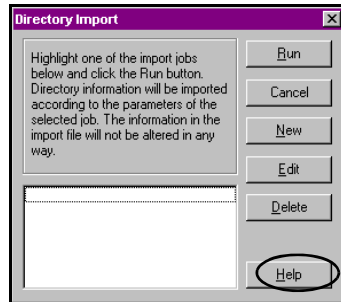 Directory Import
Highlight one of the import jobs
below and click the Run button.
Directory information will be imported
according to the parameters of the
selected job. The information in the
import file will not be altered in any
way.
Run
Cancel
New
Edit
Delete
Help